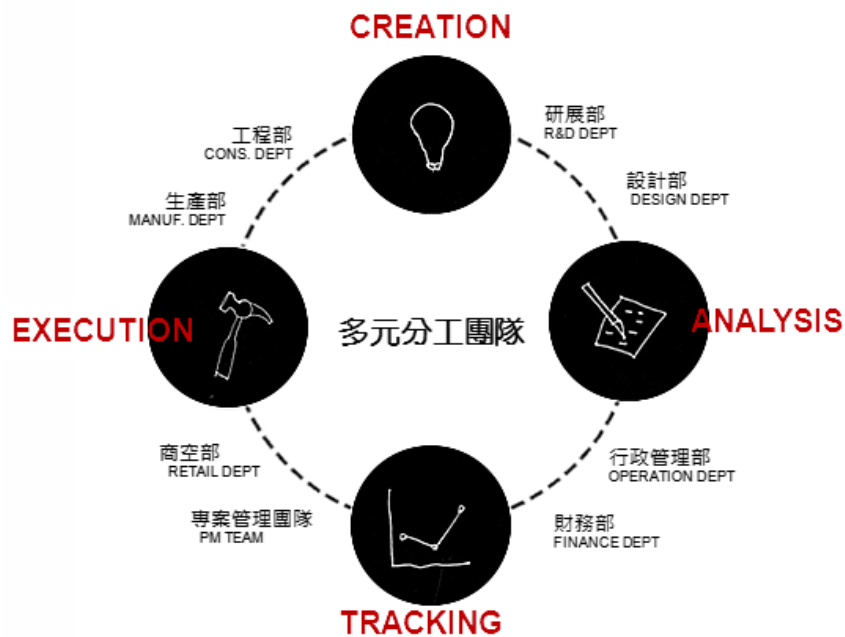 CREATION
研展部
R&D DEPT
工程部
CONS. DEPT
設計部
DESIGN DEPT
生產部
MANUF. DEPT
EXECUTION
多元分工團隊
ANALYSIS
商空部
RETAIL DEPT
行政管理部
OPERATION DEPT
專案管理團隊
PM TEAM
財務部
FINANCE DEPT
TRACKING